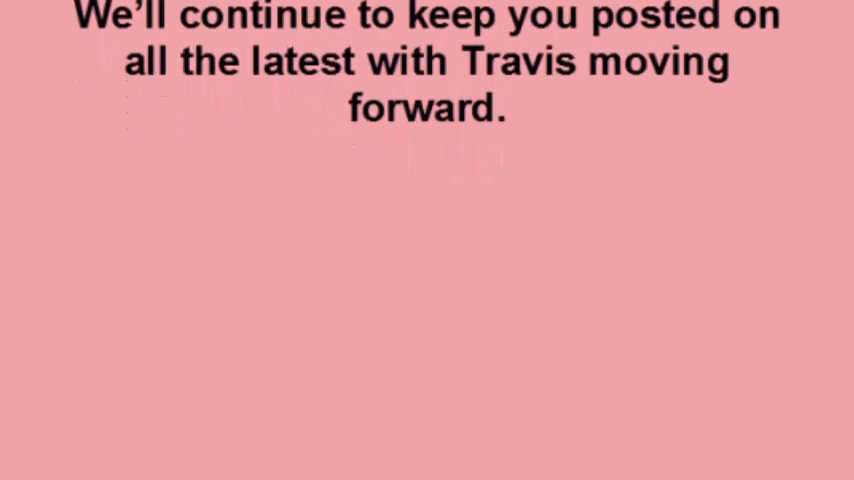 We’ll continue to keep you posted on
all the latest with Travis moving
forward.